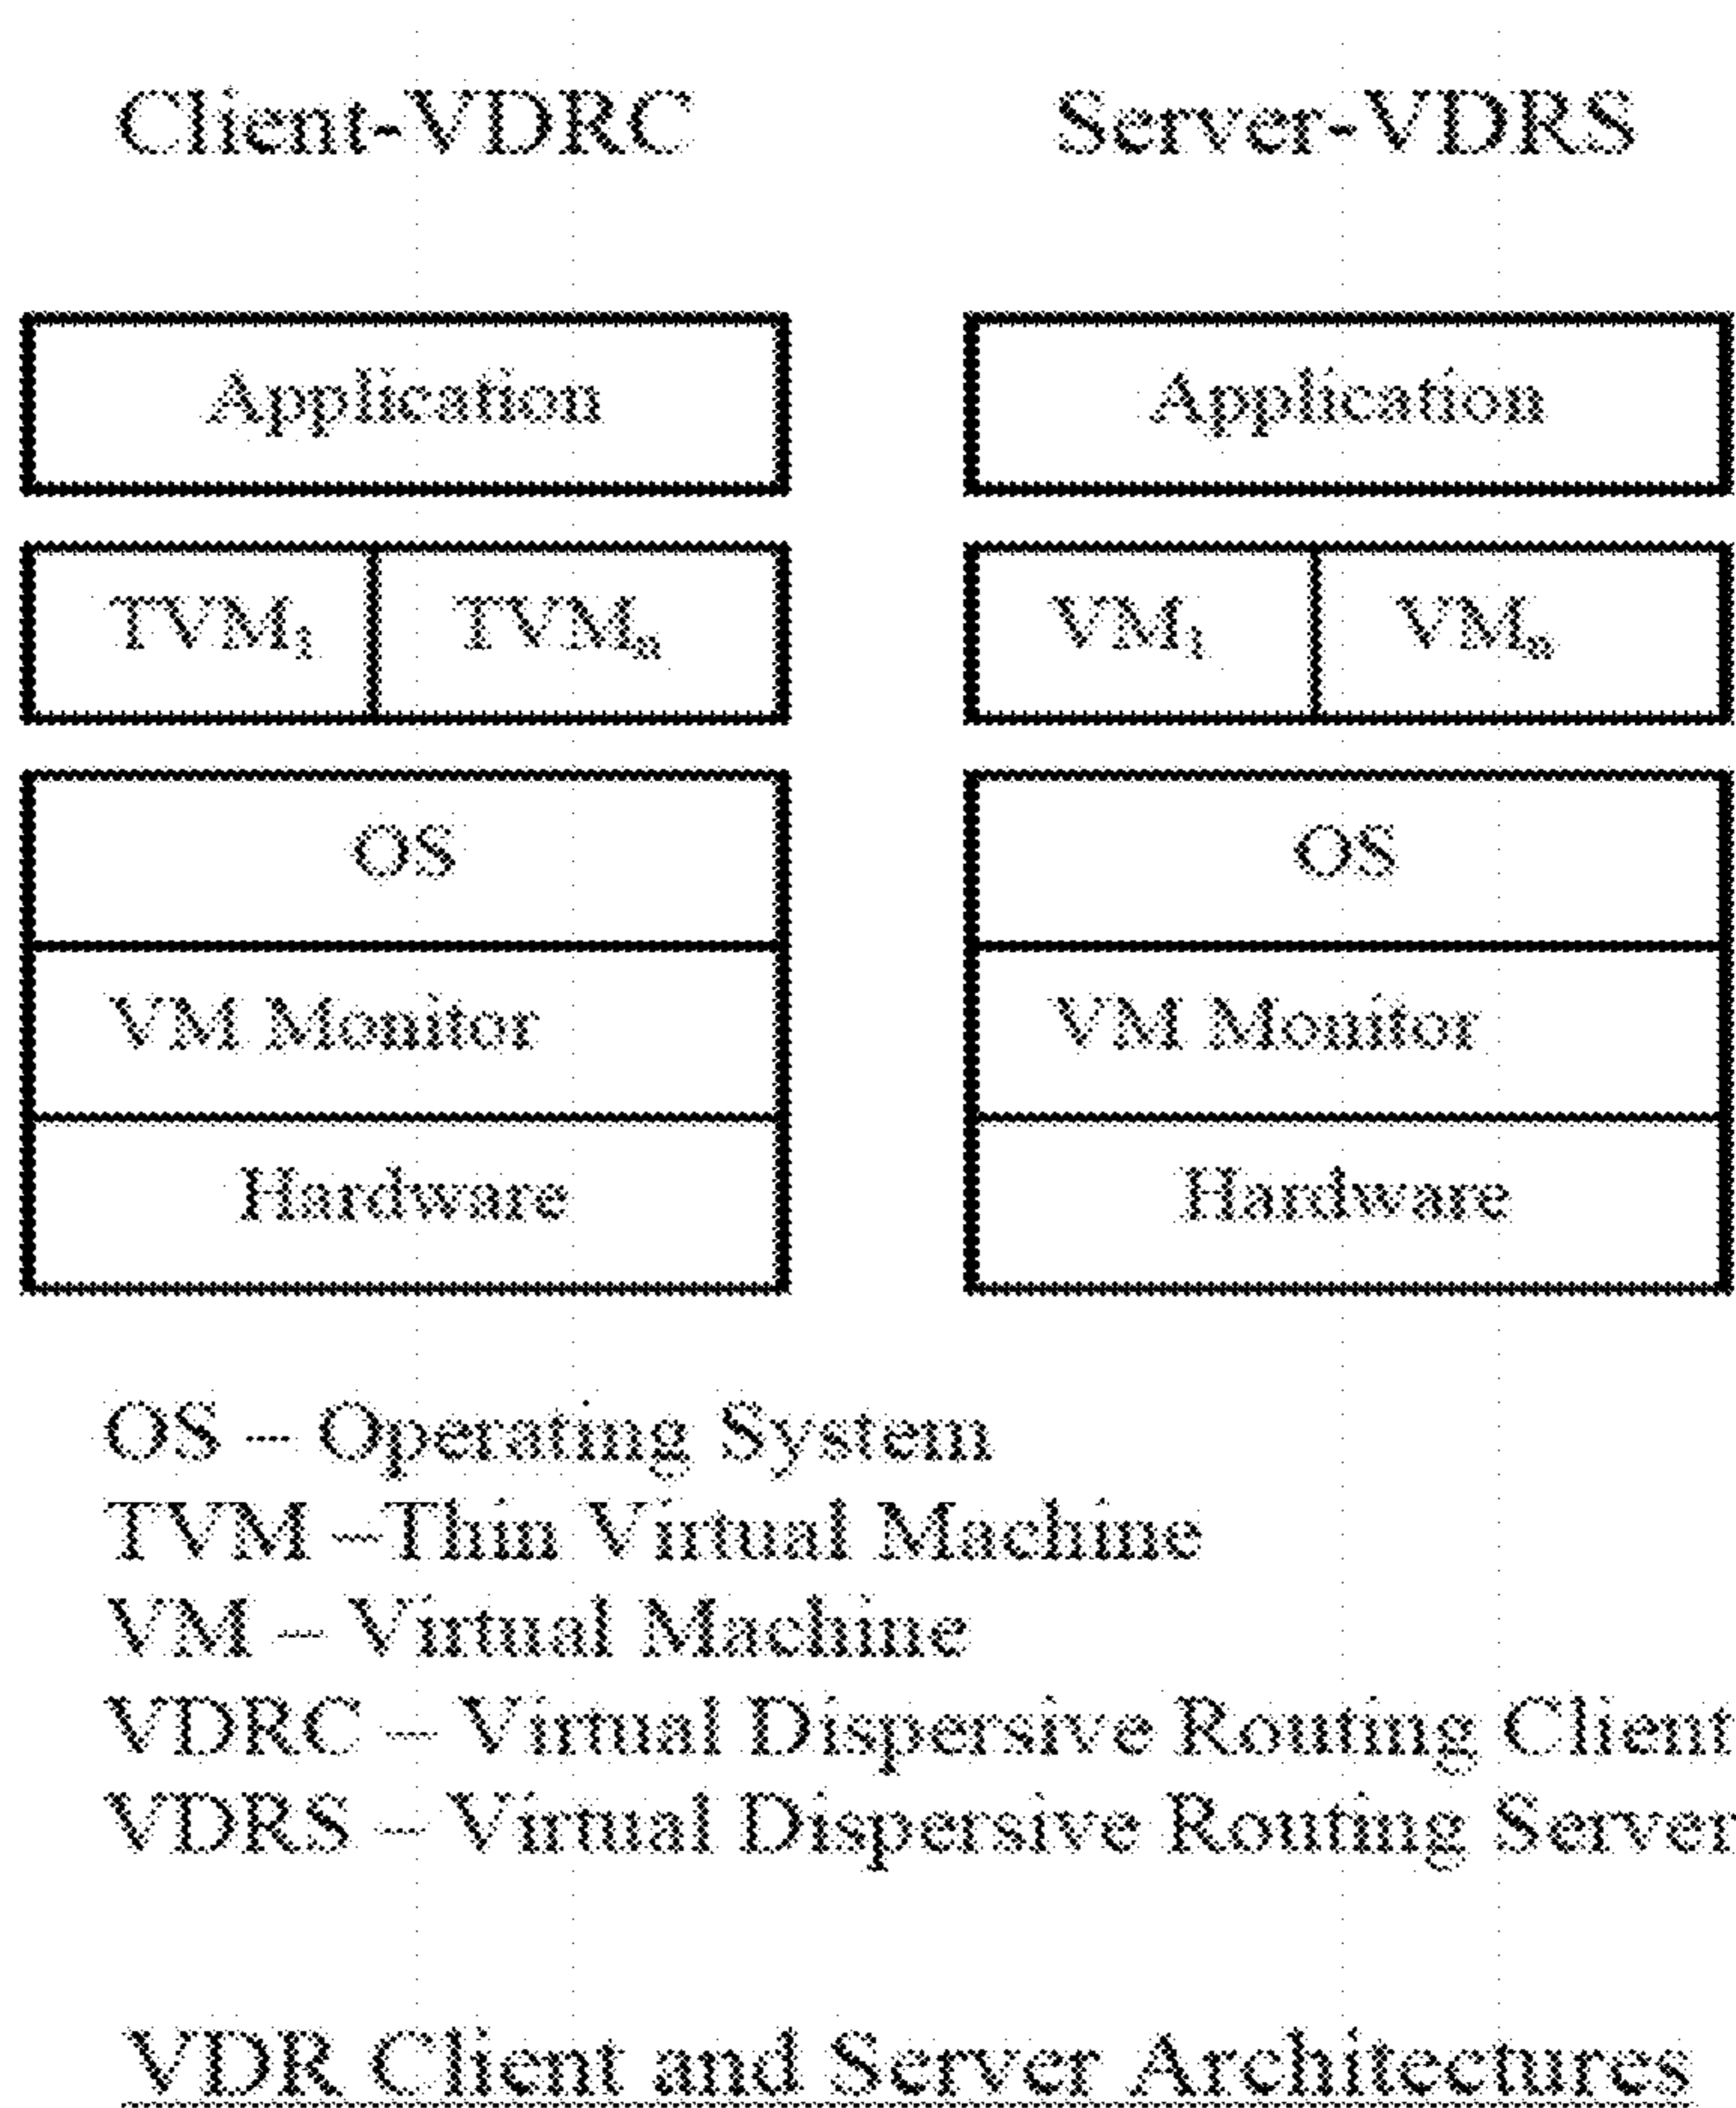 Client-VDRC Server-VDRS
Application Application
TVM₁ TVMₙ VM₁ VMₙ
OS OS
VM Monitor VM Monitor
Hardware Hardware
OS – Operating System
TVM –Thin Virtual Machine
VM – Virtual Machine
VDRC – Virtual Dispersive Routing Client
VDRS – Virtual Dispersive Routing Server
VDR Client and Server Architectures